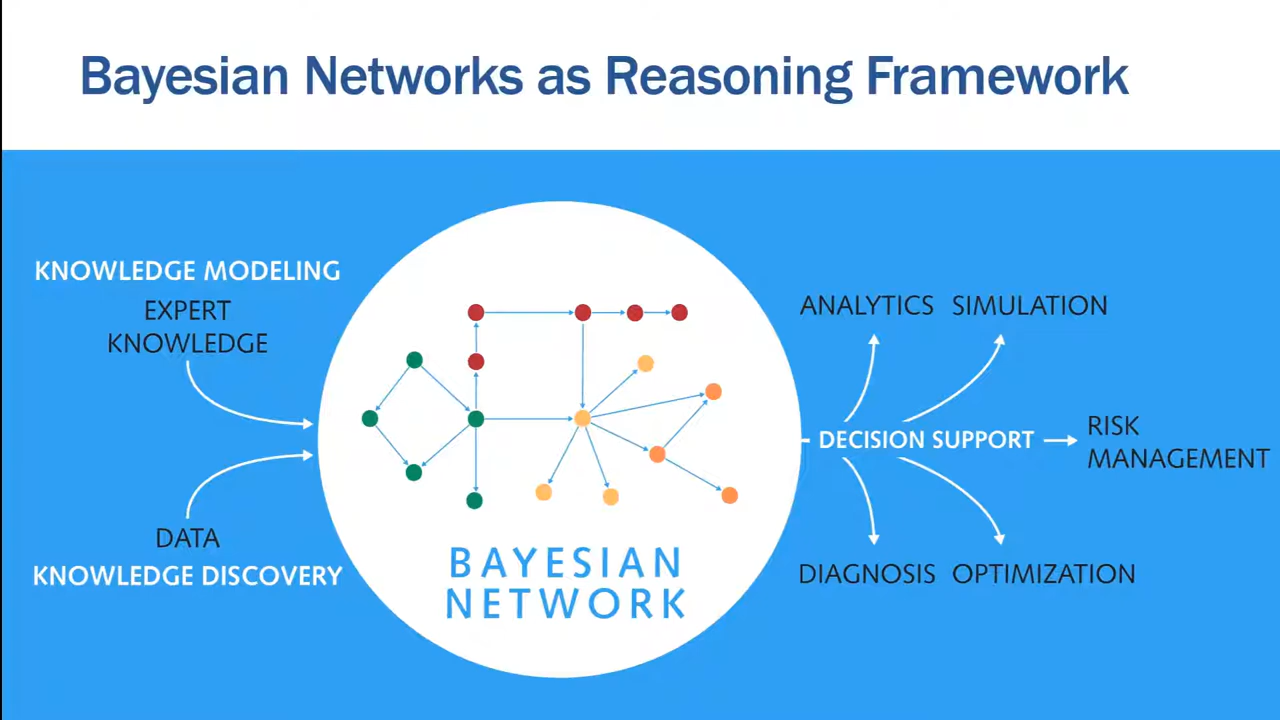 Bayesian Networks as Reasoning Framework
KNOWLEDGE MODELING
EXPERT
KNOWLEDGE
DATA
KNOWLEDGE DISCOVERY
BAYESIAN
NETWORK
ANALYTICS SIMULATION
DECISION SUPPORT
RISK
MANAGEMENT
DIAGNOSIS OPTIMIZATION